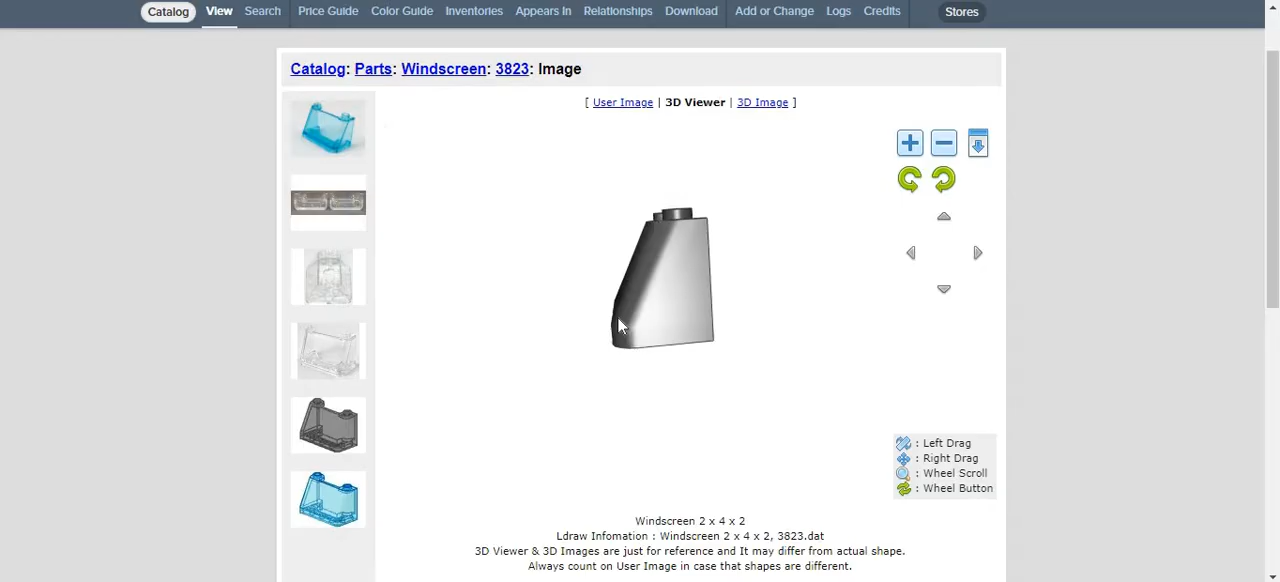 Catalog View Search Price Guide Color Guide Inventories Appears In Relationships Download Add or Change Logs Credits Stores
Catalog: Parts: Windscreen: 3823: Image
[ User Image | 3D Viewer | 3D Image ]
: Left Drag
: Right Drag
: Wheel Scroll
: Wheel Button
Windscreen 2 x 4 x 2
Ldraw Infomation : Windscreen 2 x 4 x 2, 3823.dat
3D Viewer & 3D Images are just for reference and It may differ from actual shape.
Always count on User Image in case that shapes are different.